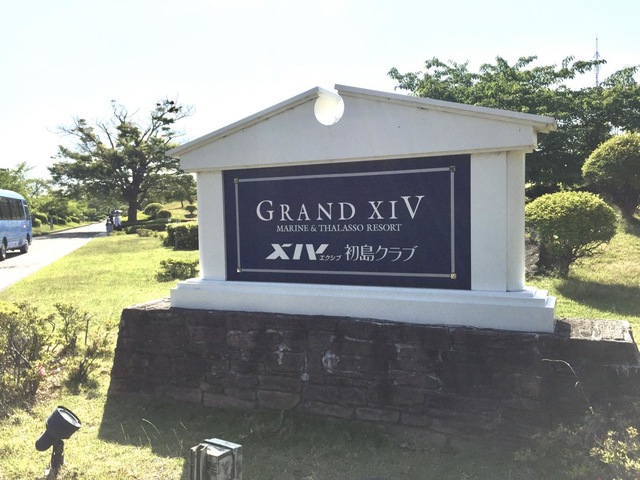 GRAND XIV
MARINE & THALASSO RESORT
XIV エクシブ 初島クラブ